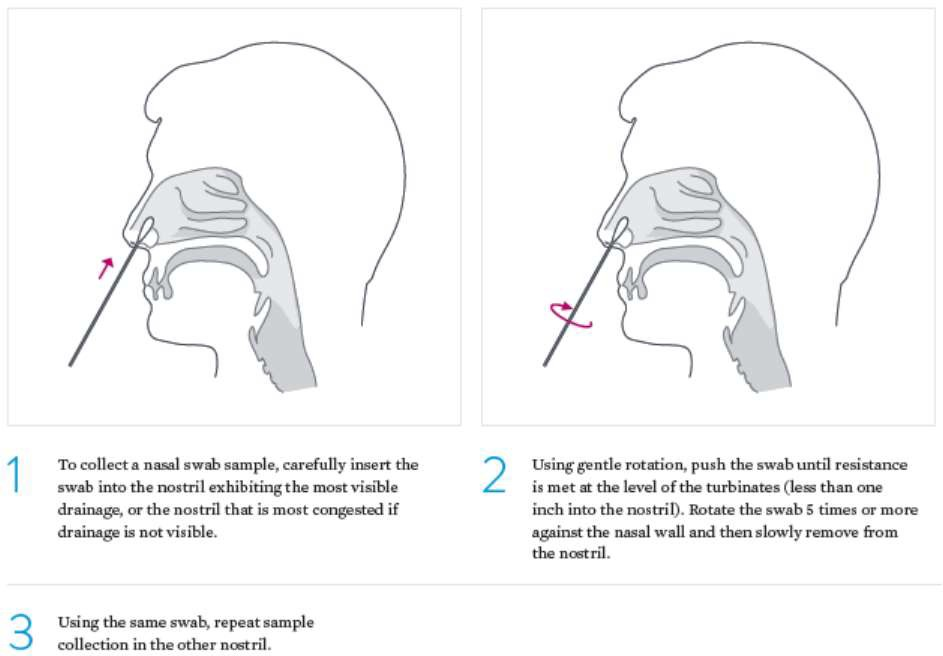 1
To collect a nasal swab sample, carefully insert the
swab into the nostril exhibiting the most visible
drainage, or the nostril that is most congested if
drainage is not visible.
2
Using gentle rotation, push the swab until resistance
is met at the level of the turbinates (less than one
inch into the nostril). Rotate the swab 5 times or more
against the nasal wall and then slowly remove from
the nostril.
3
Using the same swab, repeat sample
collection in the other nostril.